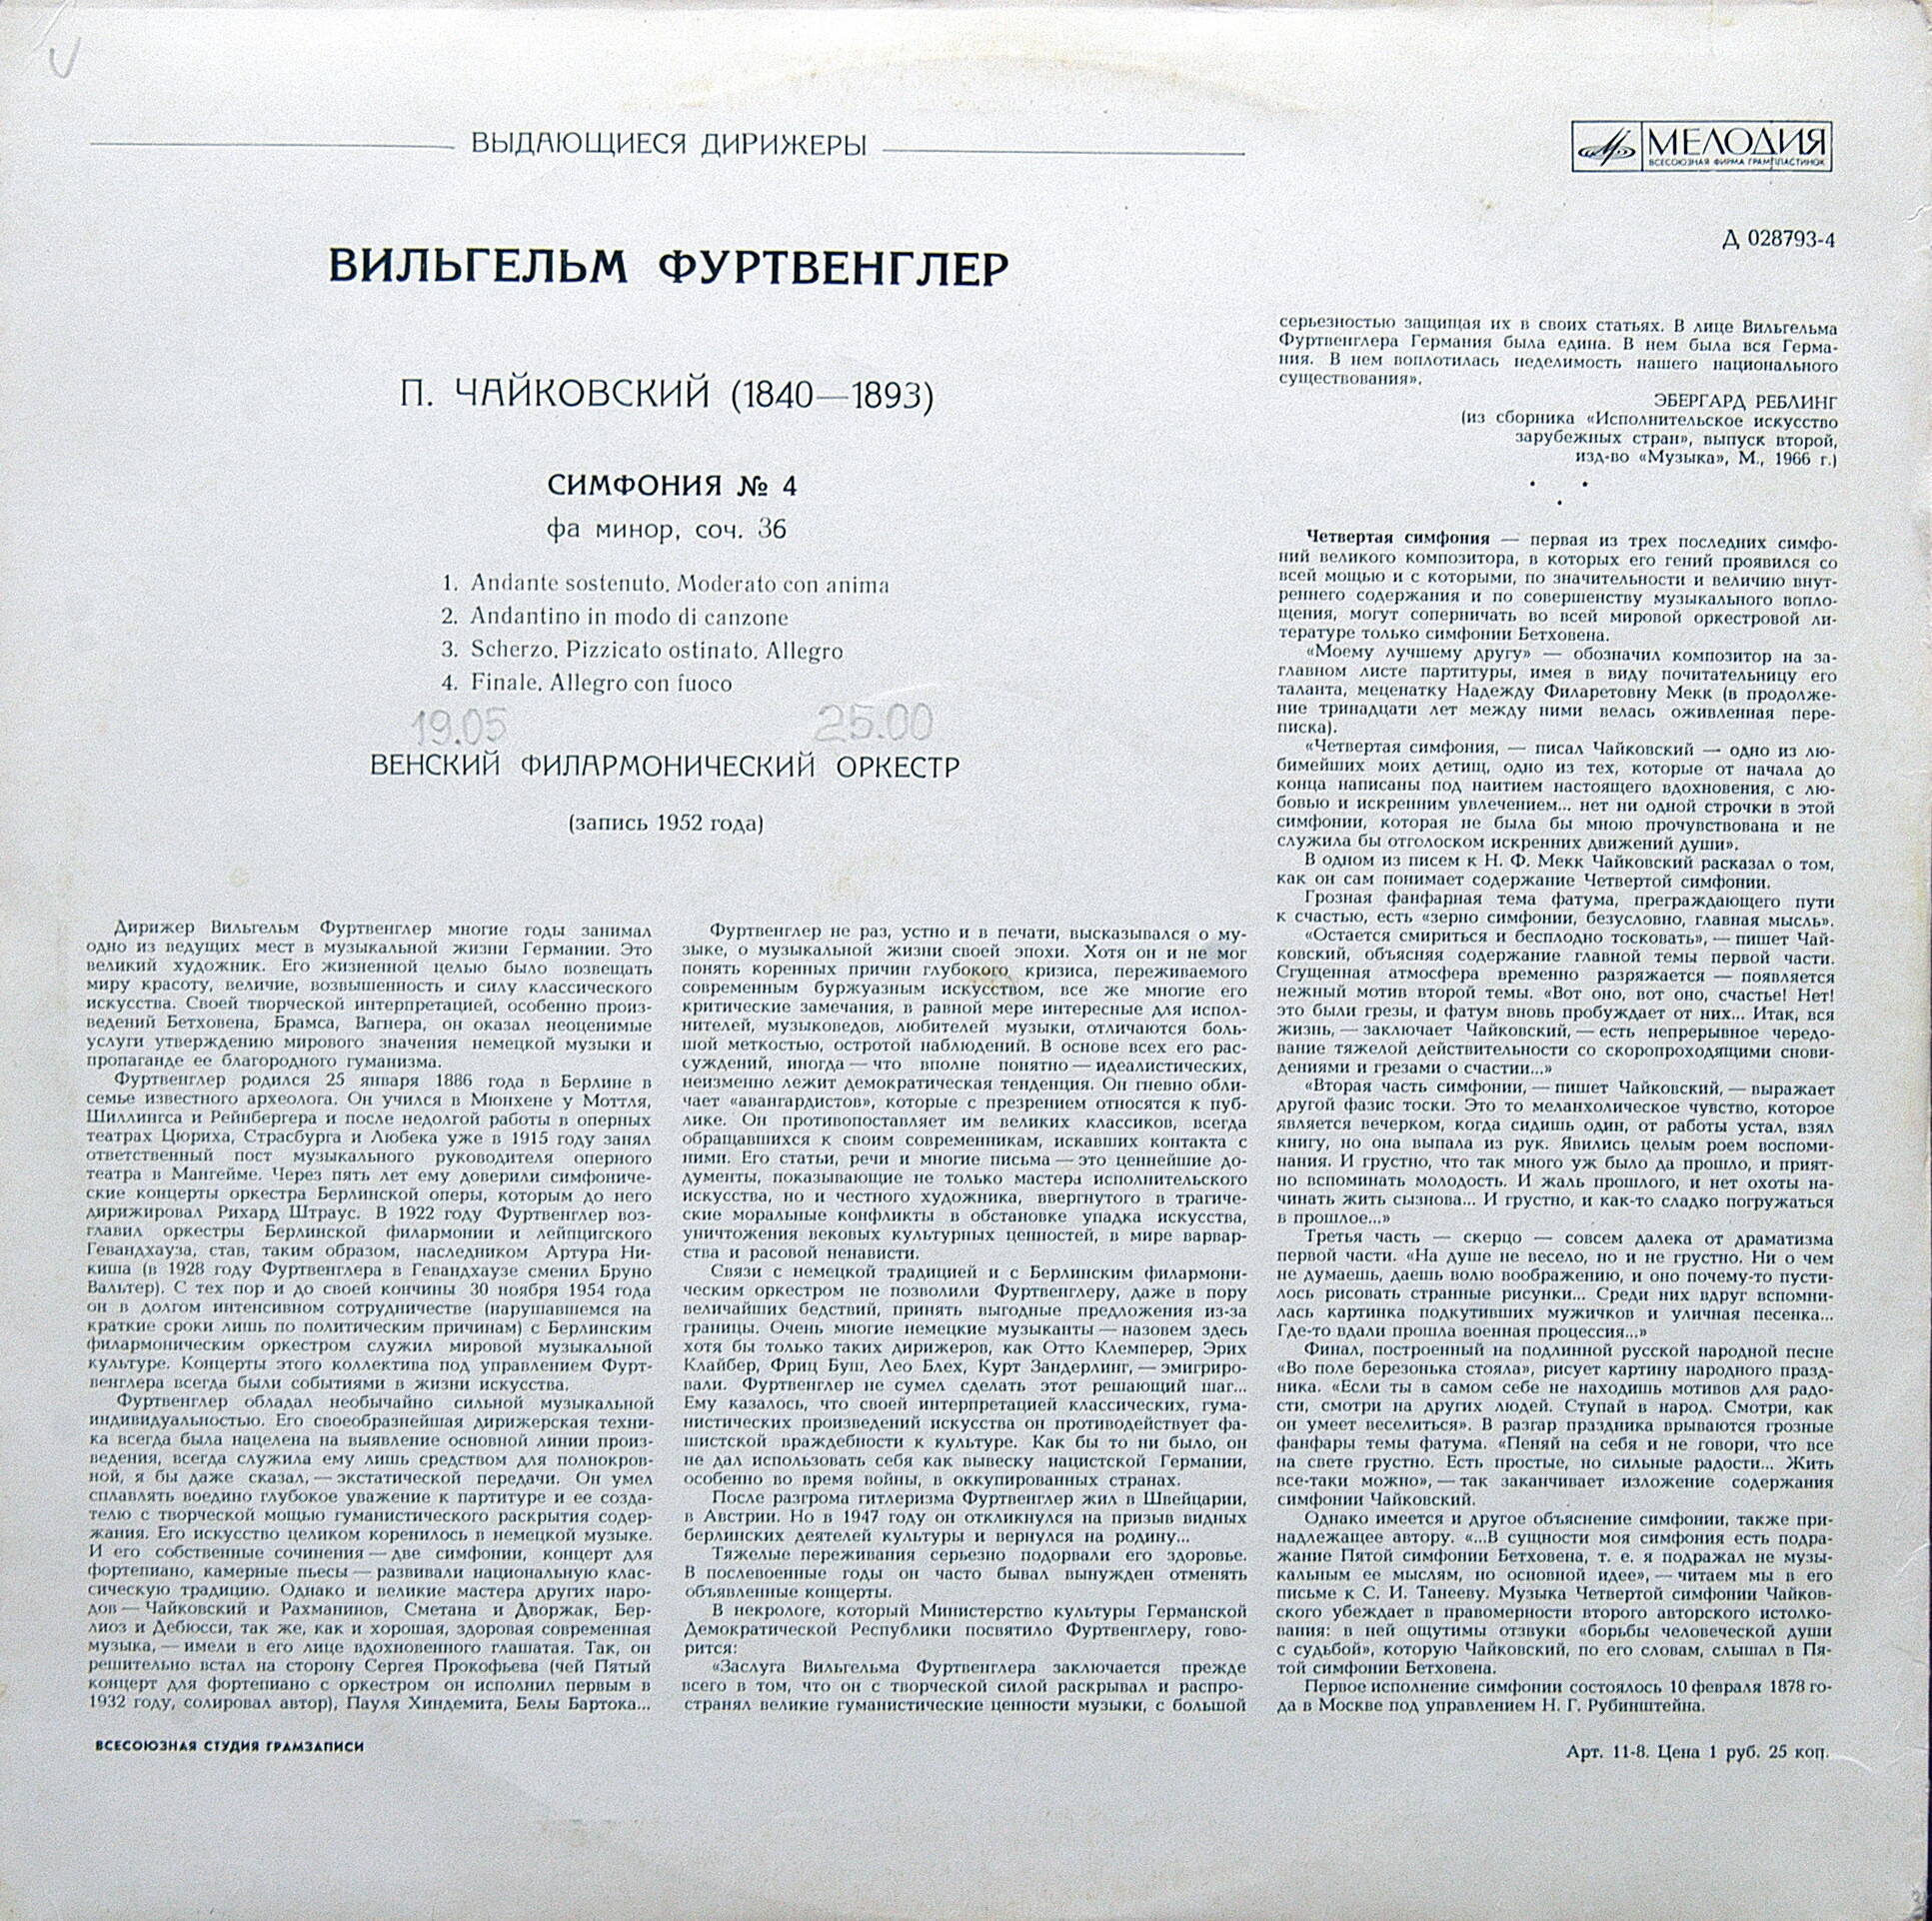 ВЫДАЮЩИЕСЯ ДИРИЖЕРЫ
МЕЛОДИЯ
ВСЕСОЮЗНАЯ ФИРМА ГРАМПЛАСТИНОК
Д 028793-4
ВИЛЬГЕЛЬМ ФУРТВЕНГЛЕР
П. ЧАЙКОВСКИЙ (1840—1893)
СИМФОНИЯ № 4
фа минор, соч. 36
1. Andante sostenuto. Moderato con anima
2. Andantino in modo di canzone
3. Scherzo. Pizzicato ostinato. Allegro
4. Finale. Allegro con fuoco
19.05 25.00
ВЕНСКИЙ ФИЛАРМОНИЧЕСКИЙ ОРКЕСТР
(запись 1952 года)
Дирижер Вильгельм Фуртвенглер многие годы занимал
одно из ведущих мест в музыкальной жизни Германии. Это
великий художник. Его жизненной целью было возвещать
миру красоту, величие, возвышенность и силу классического
искусства. Своей творческой интерпретацией, особенно произ-
ведений Бетховена, Брамса, Вагнера, он оказал неоценимые
услуги утверждению мирового значения немецкой музыки и
пропаганде ее благородного гуманизма.
Фуртвенглер родился 25 января 1886 года в Берлине в
семье известного археолога. Он учился в Мюнхене у Моттля,
Шиллингса и Рейнбергера и после недолгой работы в оперных
театрах Цюриха, Страсбурга и Любека уже в 1915 году занял
ответственный пост музыкального руководителя оперного
театра в Мангейме. Через пять лет ему доверили симфониче-
ские концерты оркестра Берлинской оперы, которым до него
дирижировал Рихард Штраус. В 1922 году Фуртвенглер воз-
главил оркестры Берлинской филармонии и лейпцигского
Гевандхауза, став, таким образом, наследником Артура Ни-
киша (в 1928 году Фуртвенглера в Гевандхаузе сменил Бруно
Вальтер). С тех пор и до своей кончины 30 ноября 1954 года
он в долгом интенсивном сотрудничестве (нарушавшемся на
краткие сроки лишь по политическим причинам) с Берлинским
филармоническим оркестром служил мировой музыкальной
культуре. Концерты этого коллектива под управлением Фурт-
венглера всегда были событиями в жизни искусства.
Фуртвенглер обладал необычайно сильной музыкальной
индивидуальностью. Его своеобразнейшая дирижерская техни-
ка всегда была нацелена на выявление основной линии произ-
ведения, всегда служила ему лишь средством для полнокров-
ной, я бы даже сказал,—экстатической передачи. Он умел
сплавлять воедино глубокое уважение к партитуре и ее созда-
телю с творческой мощью гуманистического раскрытия содер-
жания. Его искусство целиком коренилось в немецкой музыке.
И его собственные сочинения—две симфонии, концерт для
фортепиано, камерные пьесы—развивали национальную клас-
сическую традицию. Однако и великие мастера других наро-
дов—Чайковский и Рахманинов, Сметана и Дворжак, Бер-
лиоз и Дебюсси, так же, как и хорошая, здоровая современная
музыка,—имели в его лице вдохновенного глашатая. Так, он
решительно встал на сторону Сергея Прокофьева (чей Пятый
концерт для фортепиано с оркестром он исполнил первым в
1932 году, солировал автор), Пауля Хиндемита, Белы Бартока...
Фуртвенглер не раз, устно и в печати, высказывался о му-
зыке, о музыкальной жизни своей эпохи. Хотя он и не мог
понять коренных причин глубокого кризиса, переживаемого
современным буржуазным искусством, все же многие его
критические замечания, в равной мере интересные для испол-
нителей, музыковедов, любителей музыки, отличаются боль-
шой меткостью, остротой наблюдений. В основе всех его рас-
суждений, иногда—что вполне понятно—идеалистических,
неизменно лежит демократическая тенденция. Он гневно обли-
чает «авангардистов», которые с презрением относятся к пуб-
лике. Он противопоставляет им великих классиков, всегда
обращавшихся к своим современникам, искавших контакта с
ними. Его статьи, речи и многие письма—это ценнейшие до-
кументы, показывающие не только мастера исполнительского
искусства, но и честного художника, ввергнутого в трагиче-
ские моральные конфликты в обстановке упадка искусства,
уничтожения вековых культурных ценностей, в мире варвар-
ства и расовой ненависти.
Связи с немецкой традицией и с Берлинским филармони-
ческим оркестром не позволили Фуртвенглеру, даже в пору
величайших бедствий, принять выгодные предложения из-за
границы. Очень многие немецкие музыканты—назовем здесь
хотя бы только таких дирижеров, как Отто Клемперер, Эрих
Клайбер, Фриц Буш, Лео Блех, Курт Зандерлинг,—эмигриро-
вали. Фуртвенглер не сумел сделать этот решающий шаг...
Ему казалось, что своей интерпретацией классических, гума-
нистических произведений искусства он противодействует фа-
шистской враждебности к культуре. Как бы то ни было, он
не дал использовать себя как вывеску нацистской Германии,
особенно во время войны, в оккупированных странах.
После разгрома гитлеризма Фуртвенглер жил в Швейцарии,
в Австрии. Но в 1947 году он откликнулся на призыв видных
берлинских деятелей культуры и вернулся на родину...
Тяжелые переживания серьезно подорвали его здоровье.
В послевоенные годы он часто бывал вынужден отменять
объявленные концерты.
В некрологе, который Министерство культуры Германской
Демократической Республики посвятило Фуртвенглеру, гово-
рится:
«Заслуга Вильгельма Фуртвенглера заключается прежде
всего в том, что он с творческой силой раскрывал и распро-
странял великие гуманистические ценности музыки, с большой
серьезностью защищая их в своих статьях. В лице Вильгельма
Фуртвенглера Германия была едина. В нем была вся Герма-
ния. В нем воплотилась неделимость нашего национального
существования».
ЭБЕРГАРД РЕБЛИНГ
(из сборника «Исполнительское искусство
зарубежных стран», выпуск второй,
изд-во «Музыка», М., 1966 г.)
Четвертая симфония — первая из трех последних симфо-
ний великого композитора, в которых его гений проявился со
всей мощью и с которыми, по значительности и величию внут-
реннего содержания и по совершенству музыкального вопло-
щения, могут соперничать во всей мировой оркестровой ли-
тературе только симфонии Бетховена.
«Моему лучшему другу» — обозначил композитор на за-
главном листе партитуры, имея в виду почитательницу его
таланта, меценатку Надежду Филаретовну Мекк (в продолже-
ние тринадцати лет между ними велась оживленная пере-
писка).
«Четвертая симфония, — писал Чайковский — одно из лю-
бимейших моих детищ, одно из тех, которые от начала до
конца написаны под наитием настоящего вдохновения, с лю-
бовью и искренним увлечением... нет ни одной строчки в этой
симфонии, которая не была бы мною прочувствована и не
служила бы отголоском искренних движений души».
В одном из писем к Н. Ф. Мекк Чайковский рассказал о том,
как он сам понимает содержание Четвертой симфонии.
Грозная фанфарная тема фатума, преграждающего пути
к счастью, есть «зерно симфонии, безусловно, главная мысль».
«Остается смириться и бесплодно тосковать»,—пишет Чай-
ковский, объясняя содержание главной темы первой части.
Сгущенная атмосфера временно разряжается — появляется
нежный мотив второй темы. «Вот оно, вот оно, счастье! Нет!
это были грезы, и фатум вновь пробуждает от них... Итак, вся
жизнь,—заключает Чайковский,—есть непрерывное чередо-
вание тяжелой действительности со скоропроходящими снови-
дениями и грезами о счастии...»
«Вторая часть симфонии,—пишет Чайковский,—выражает
другой фазис тоски. Это то меланхолическое чувство, которое
является вечерком, когда сидишь один, от работы устал, взял
книгу, но она выпала из рук. Явились целым роем воспоми-
нания. И грустно, что так много уж было да прошло, и прият-
но вспоминать молодость. И жаль прошлого, и нет охоты на-
чинать жить сызнова... И грустно, и как-то сладко погружаться
в прошлое...»
Третья часть — скерцо — совсем далека от драматизма
первой части. «На душе не весело, но и не грустно. Ни о чем
не думаешь, даешь волю воображению, и оно почему-то пусти-
лось рисовать странные рисунки... Среди них вдруг вспомни-
лась картинка подкутивших мужичков и уличная песенка...
Где-то вдали прошла военная процессия...»
Финал, построенный на подлинной русской народной песне
«Во поле березонька стояла», рисует картину народного празд-
ника. «Если ты в самом себе не находишь мотивов для радо-
сти, смотри на других людей. Ступай в народ. Смотри, как
он умеет веселиться». В разгар праздника врываются грозные
фанфары темы фатума. «Пеняй на себя и не говори, что все
на свете грустно. Есть простые, но сильные радости... Жить
все-таки можно»,—так заканчивает изложение содержания
симфонии Чайковский.
Однако имеется и другое объяснение симфонии, также при-
надлежащее автору. «...В сущности моя симфония есть подра-
жание Пятой симфонии Бетховена, т. е. я подражал не музы-
кальным ее мыслям, но основной идее»,—читаем мы в его
письме к С. И. Танееву. Музыка Четвертой симфонии Чайков-
ского убеждает в правомерности второго авторского истолко-
вания: в ней ощутимы отзвуки «борьбы человеческой души
с судьбой», которую Чайковский, по его словам, слышал в Пя-
той симфонии Бетховена.
Первое исполнение симфонии состоялось 10 февраля 1878 го-
да в Москве под управлением Н. Г. Рубинштейна.
ВСЕСОЮЗНАЯ СТУДИЯ ГРАМЗАПИСИ
Арт. 11-8. Цена 1 руб. 25 коп.